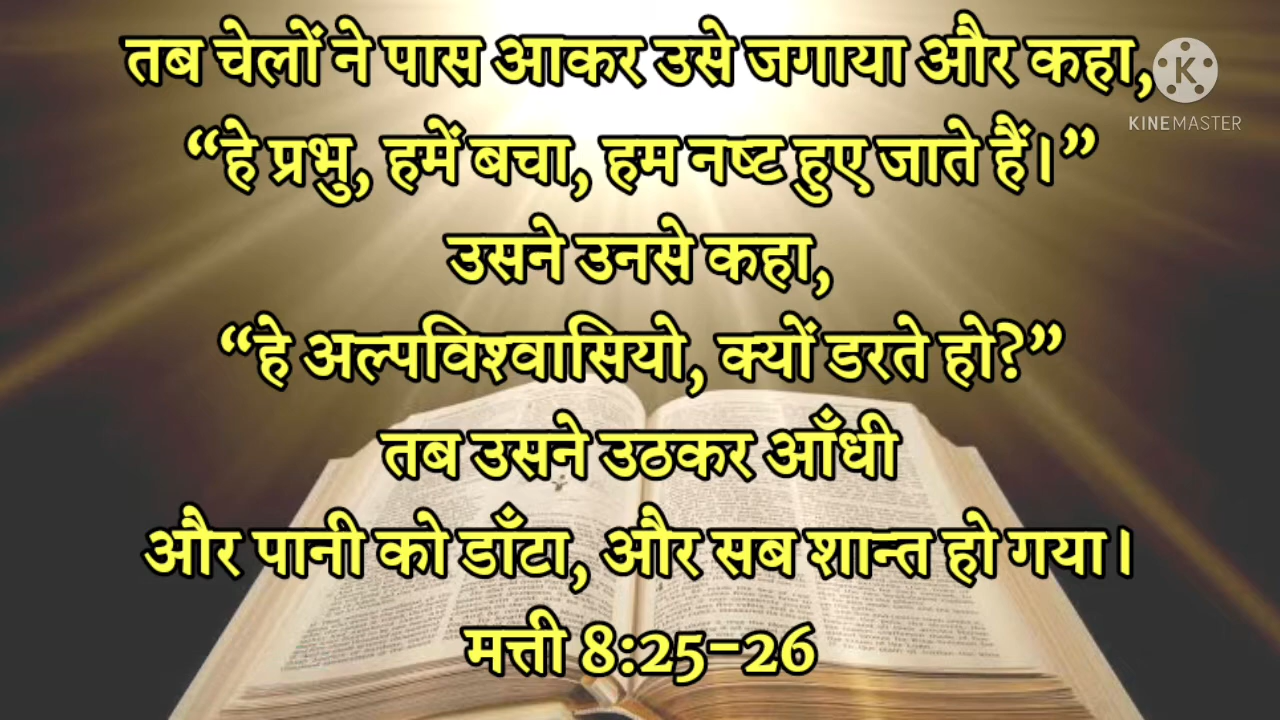 तब चेलों ने पास आकर उसे जगाया और कहा,
“हे प्रभु, हमें बचा, हम नष्ट हुए जाते हैं।”
उसने उनसे कहा,
“हे अल्पविश्वासियो, क्यों डरते हो?”
तब उसने उठकर आँधी
और पानी को डाँटा, और सब शान्त हो गया।
मत्ती 8:25-26
K
KINEMASTER